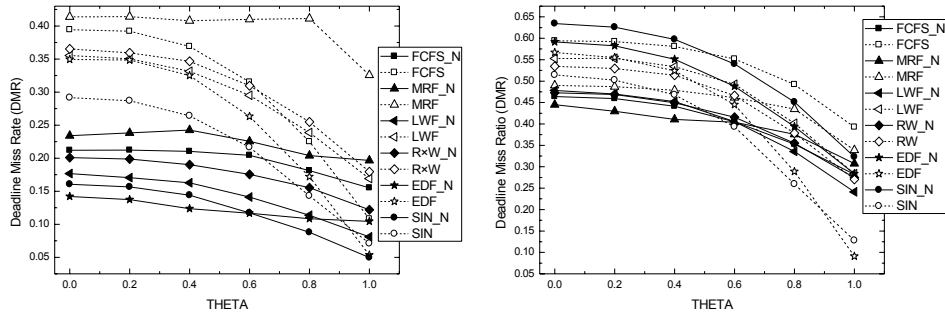 Deadline Miss Rate (DMR)
0.40
0.35
0.30
0.25
0.20
0.15
0.10
0.05
0.0 0.2 0.4 0.6 0.8 1.0
THETA
FCFS_N
FCFS
MRF_N
MRF
LWF_N
LWF
R×W_N
R×W
EDF_N
EDF
SIN_N
SIN
Deadline Miss Ratio (DMR)
0.65
0.60
0.55
0.50
0.45
0.40
0.35
0.30
0.25
0.20
0.15
0.10
0.05
0.0 0.2 0.4 0.6 0.8 1.0
THETA
FCFS_N
FCFS
MRF_N
MRF
LWF_N
LWF
RW_N
RW
EDF_N
EDF
SIN_N
SIN